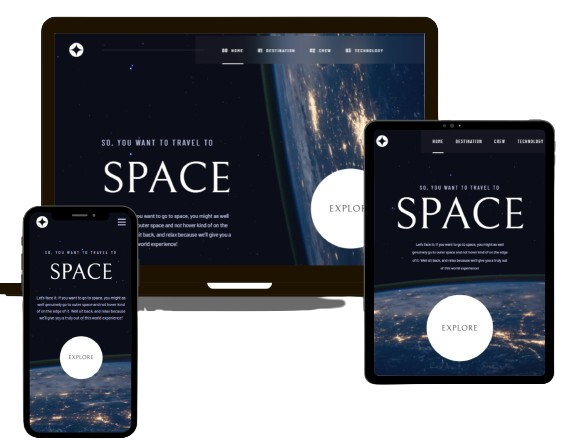 00 HOME 01 DESTINATION 02 CREW 03 TECHNOLOGY
SO, YOU WANT TO TRAVEL TO
SPACE
you want to go to space, you might as well
outer space and not hover kind of on the
sit back, and relax because we'll give you a
world experience!
EXPLOR
HOME DESTINATION CREW TECHNOLOGY
SO, YOU WANT TO TRAVEL TO
SPACE
Let's face it: if you want to go to space, you might as well
genuinely go to outer space and not hover kind of on the edge
of it. Well sit back, and relax because we'll give you a truly out
of this world experience!
EXPLORE
SO, YOU WANT TO TRAVEL TO
SPACE
Let's face it: if you want to go to space, you might as
well genuinely go to outer space and not hover kind
of on the edge of it. Well sit back, and relax because
we'll give you a truly out of this world experience!
EXPLORE